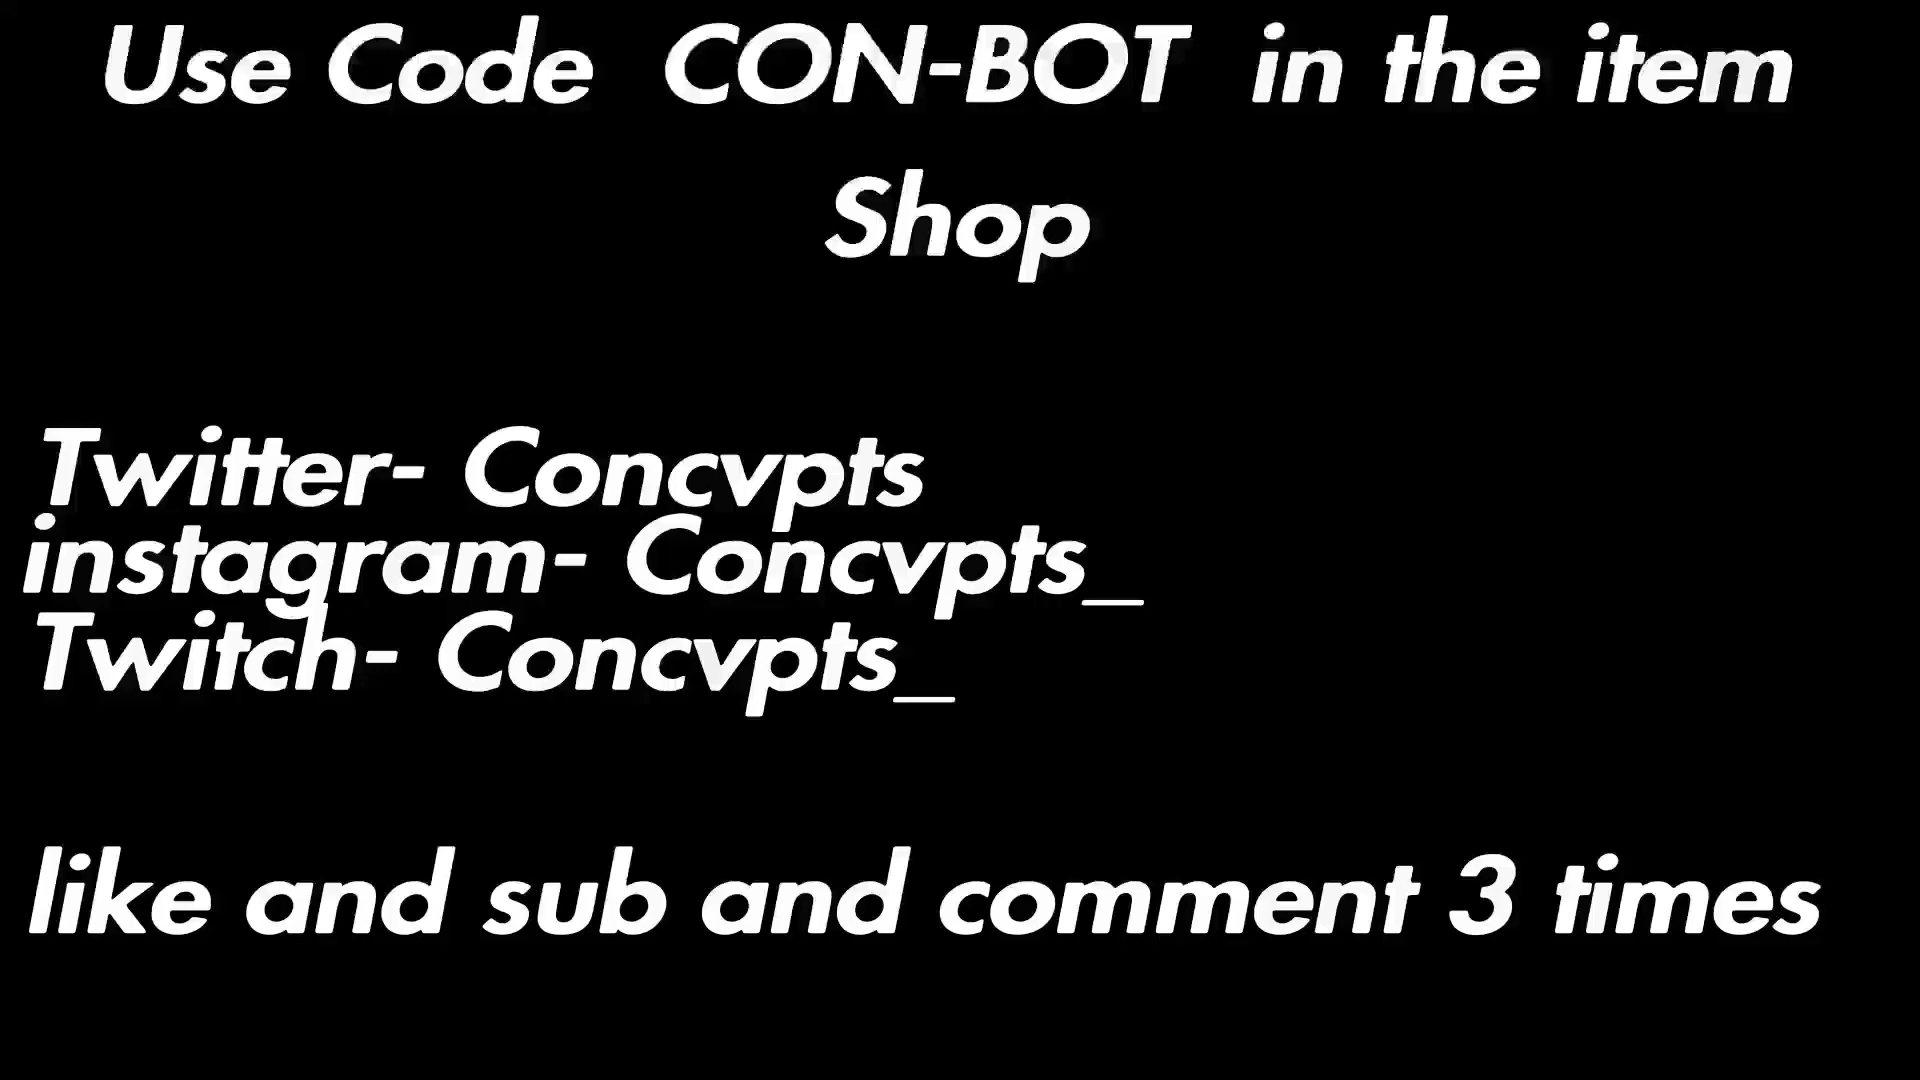 Use Code CON-BOT in the item
Shop
Twitter- Concvpts
instagram- Concvpts_
Twitch- Concvpts_
like and sub and comment 3 times